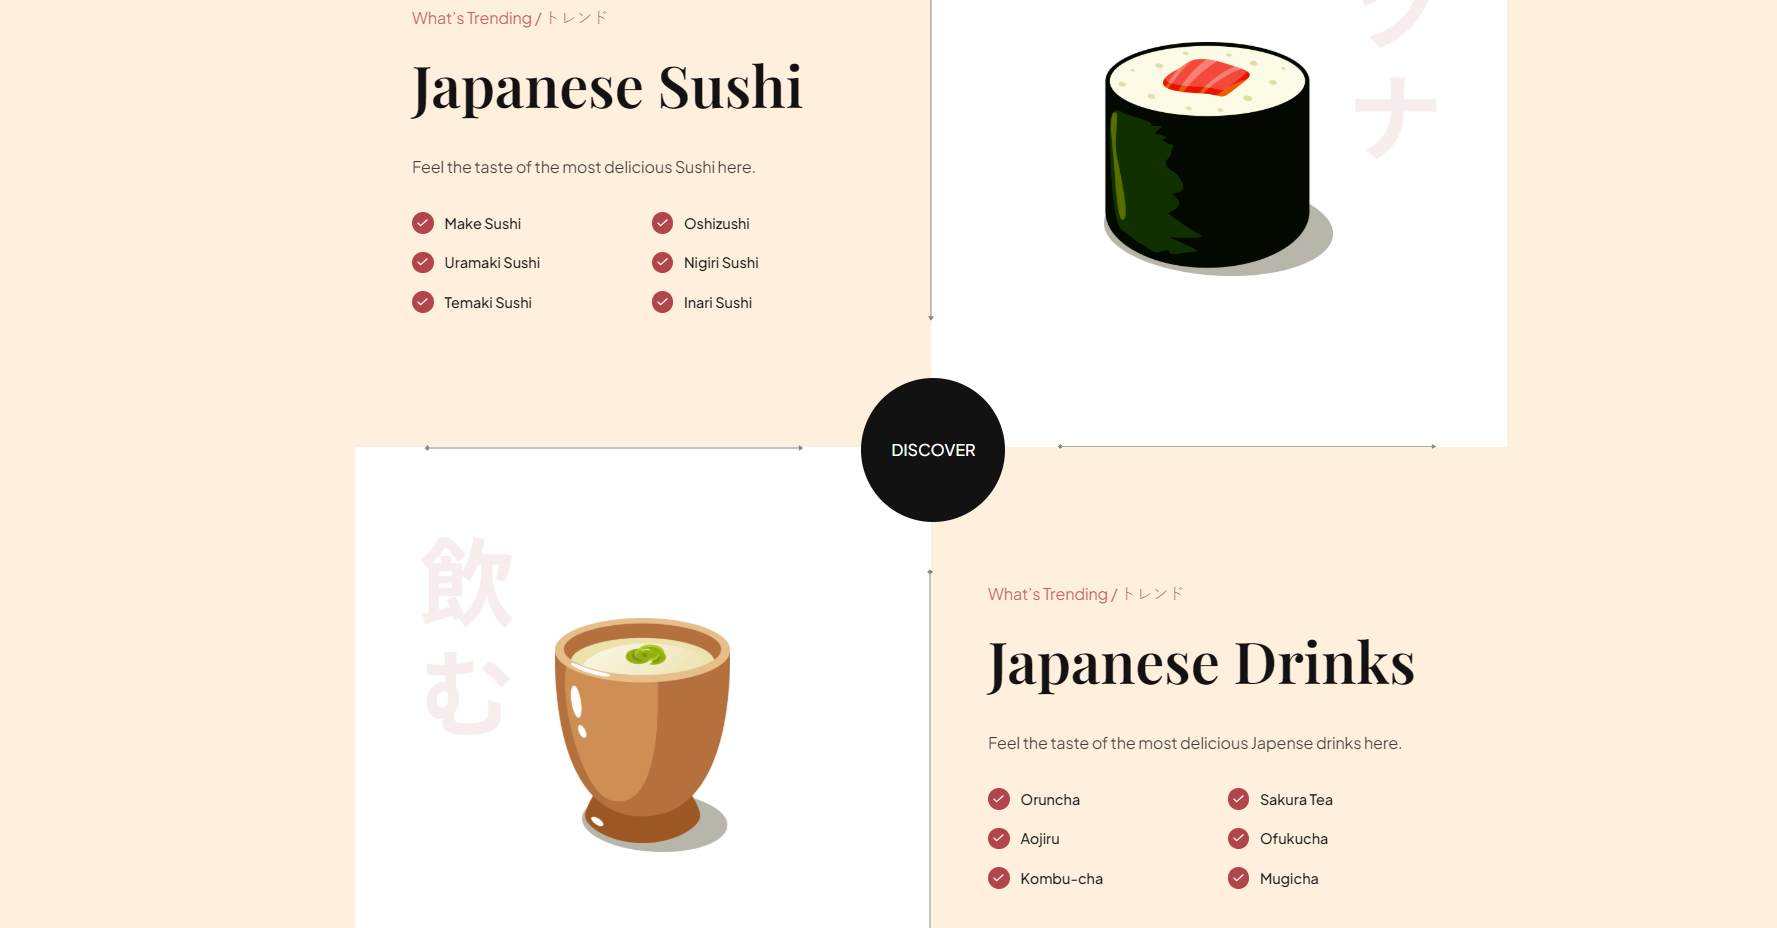 What's Trending / トレンド
Japanese Sushi
Feel the taste of the most delicious Sushi here.
Make Sushi
Oshizushi
Uramaki Sushi
Nigiri Sushi
Temaki Sushi
Inari Sushi
ナ
DISCOVER
飲む
What's Trending / トレンド
Japanese Drinks
Feel the taste of the most delicious Japense drinks here.
Oruncha
Sakura Tea
Aojiru
Ofukucha
Kombu-cha
Mugicha